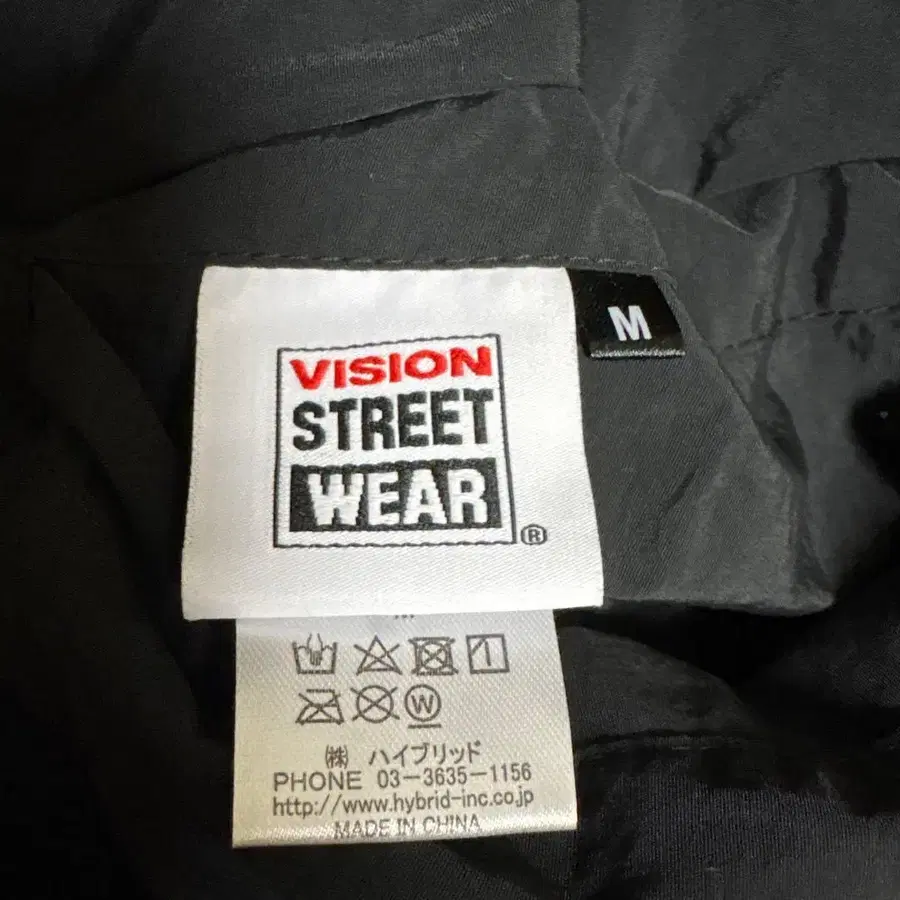 M
VISION
STREET
WEAR
®
W
(株) ハイブリッド
PHONE 03-3635-1156
http://www.hybrid-inc.co.jp
MADE IN CHINA